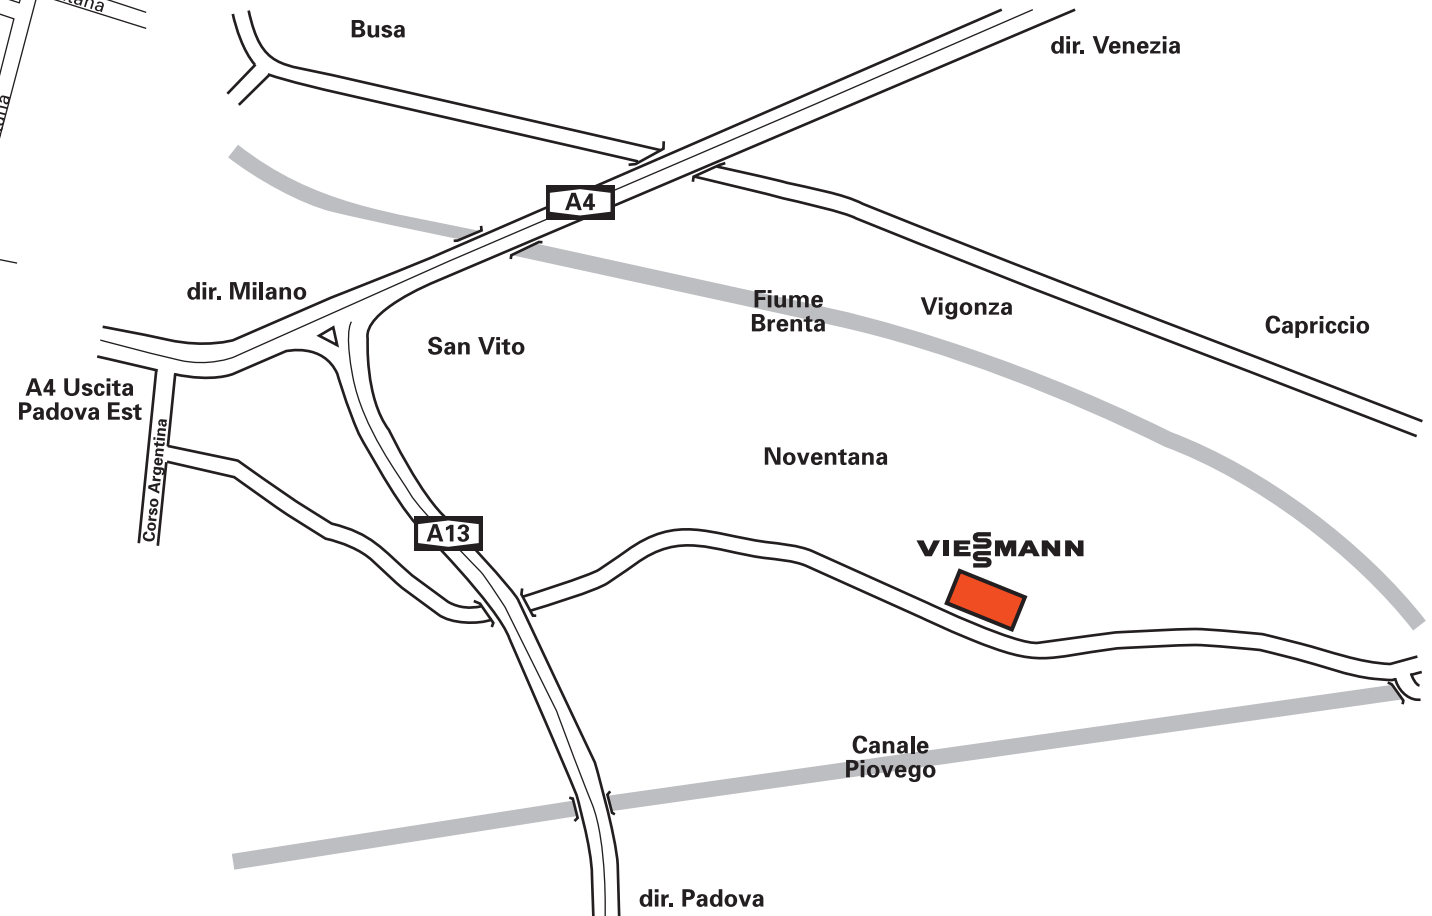 Busa
dir. Venezia
A4
dir. Milano
Fiume
Brenta
Vigonza
Capriccio
San Vito
A4 Uscita
Padova Est
Corso Argentina
Noventana
A13
VIESSMANN
Canale
Piovego
dir. Padova